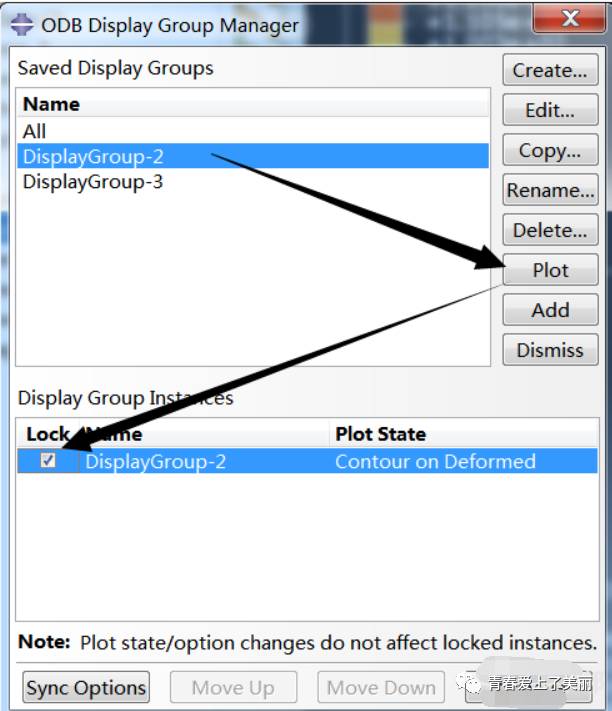 ODB Display Group Manager
Saved Display Groups
Create...
Name
All
Edit...
DisplayGroup-2
Copy...
DisplayGroup-3
Rename...
Delete...
Plot
Add
Dismiss
Display Group Instances
Lock Name Plot State
DisplayGroup-2 Contour on Deformed
Note: Plot state/option changes do not affect locked instances.
Sync Options Move Up Move Down
青春爱上了美丽